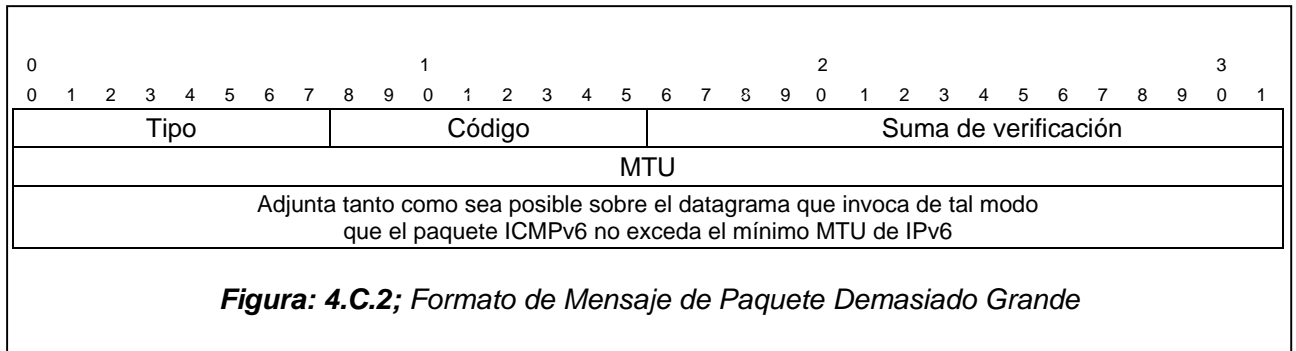 0 1 2 3
0 1 2 3 4 5 6 7 8 9 0 1 2 3 4 5 6 7 8 9 0 1 2 3 4 5 6 7 8 9 0 1
Tipo Código Suma de verificación
MTU
Adjunta tanto como sea posible sobre el datagrama que invoca de tal modo
que el paquete ICMPv6 no exceda el mínimo MTU de IPv6
Figura: 4.C.2; Formato de Mensaje de Paquete Demasiado Grande